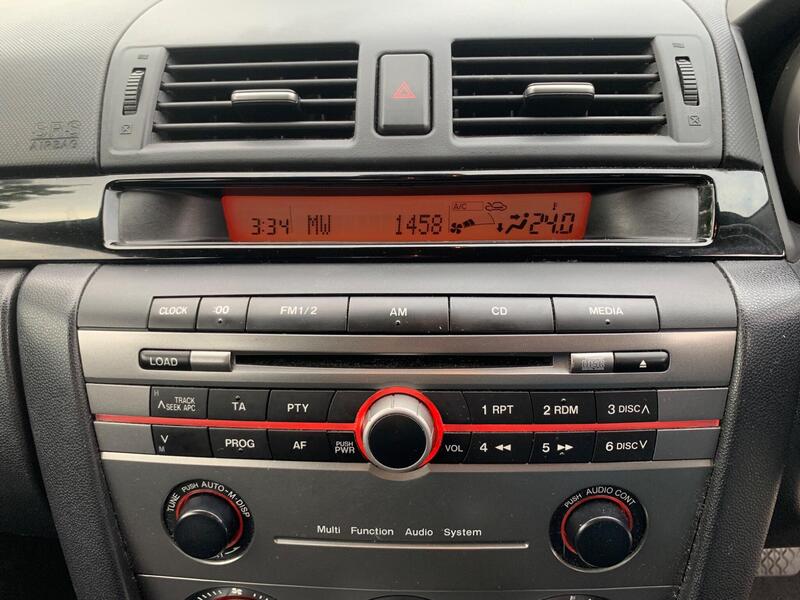 SRS
AIRBAG
3:34 MW 1458 A/C 24.0
CLOCK :00 FM1/2 AM CD MEDIA
LOAD DISC
H TRACK SEEK APC TA PTY 1 RPT 2 RDM 3 DISC
M PROG AF PUSH PWR VOL 4 5 6 DISC
TUNE PUSH AUTO-M·DISP
PUSH AUDIO CONT
Multi Function Audio System